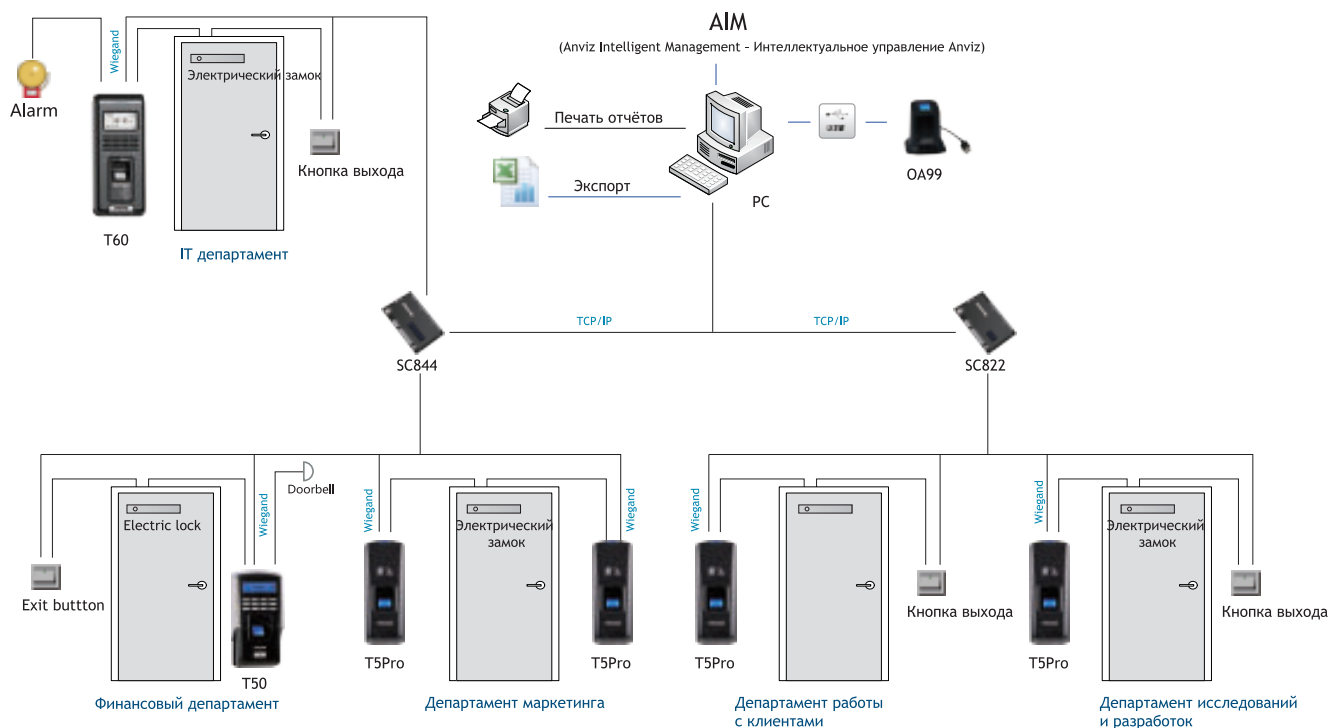 AIM
(Anviz Intelligent Management – Интеллектуальное управление Anviz)
Wiegand
Электрический замок
Alarm
Кнопка выхода
T60
IT департамент
Печать отчётов
Экспорт
PC
OA99
TCP/IP
TCP/IP
SC844
SC822
Doorbell
Wiegand
Electric lock
Exit buttton
T50
Финансовый департамент
Wiegand
Электрический
замок
Wiegand
T5Pro
T5Pro
Департамент маркетинга
Wiegand
T5Pro
Кнопка выхода
Департамент работы
с клиентами
Wiegand
Электрический
замок
T5Pro
Кнопка выхода
Департамент исследований
и разработок